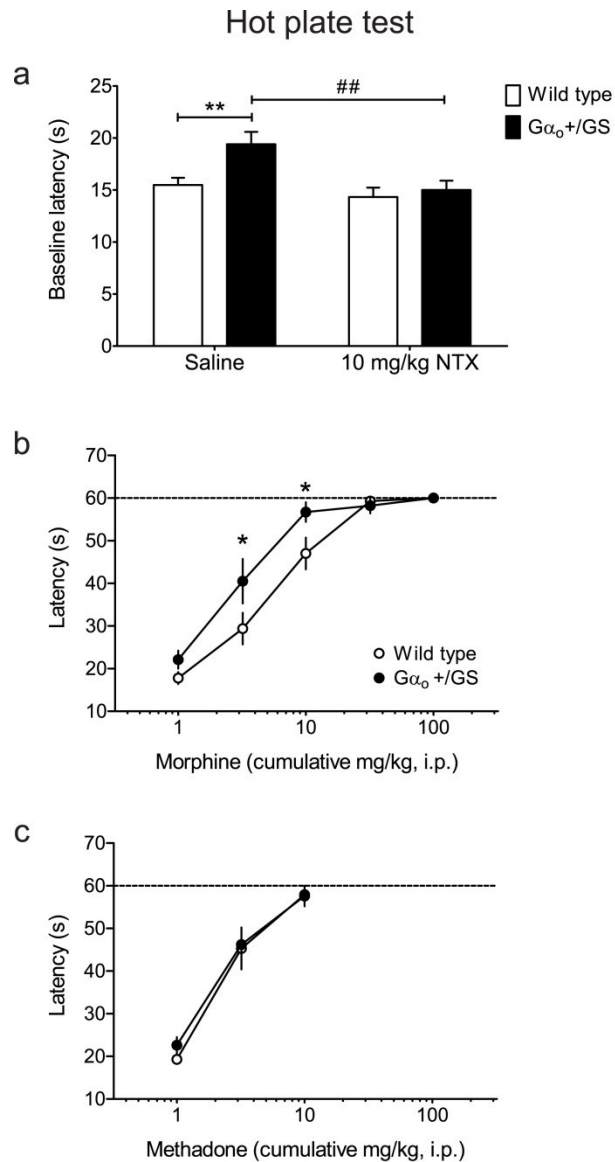 Hot plate test
a
Baseline latency (s)
25
20
15
10
5
0
**
##
Wild type
Gαₒ+/GS
Saline
10 mg/kg NTX
b
Latency (s)
70
60
50
40
30
20
10
*
*
Wild type
Gαₒ +/GS
1
10
100
Morphine (cumulative mg/kg, i.p.)
c
Latency (s)
70
60
50
40
30
20
10
1
10
100
Methadone (cumulative mg/kg, i.p.)